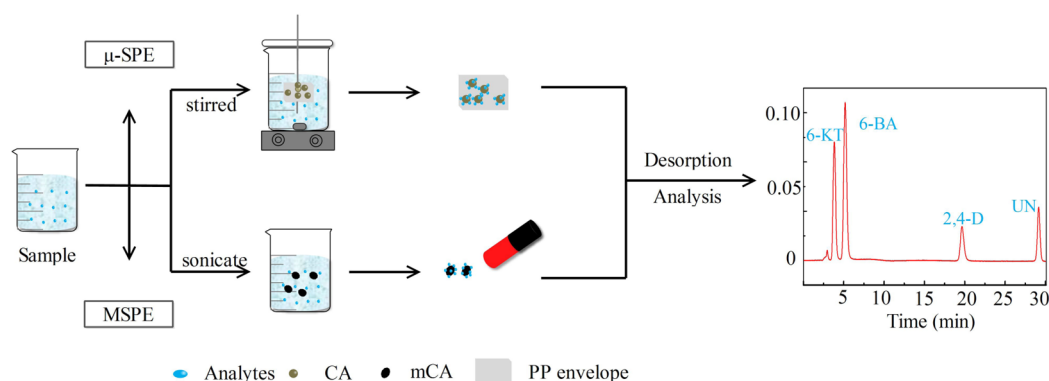 μ-SPE
stirred
Sample
sonicate
MSPE
Desorption
Analysis
0.10
0.05
0
6-KT
6-BA
2,4-D
UN
5 10 15 20 25 30
Time (min)
Analytes CA mCA PP envelope